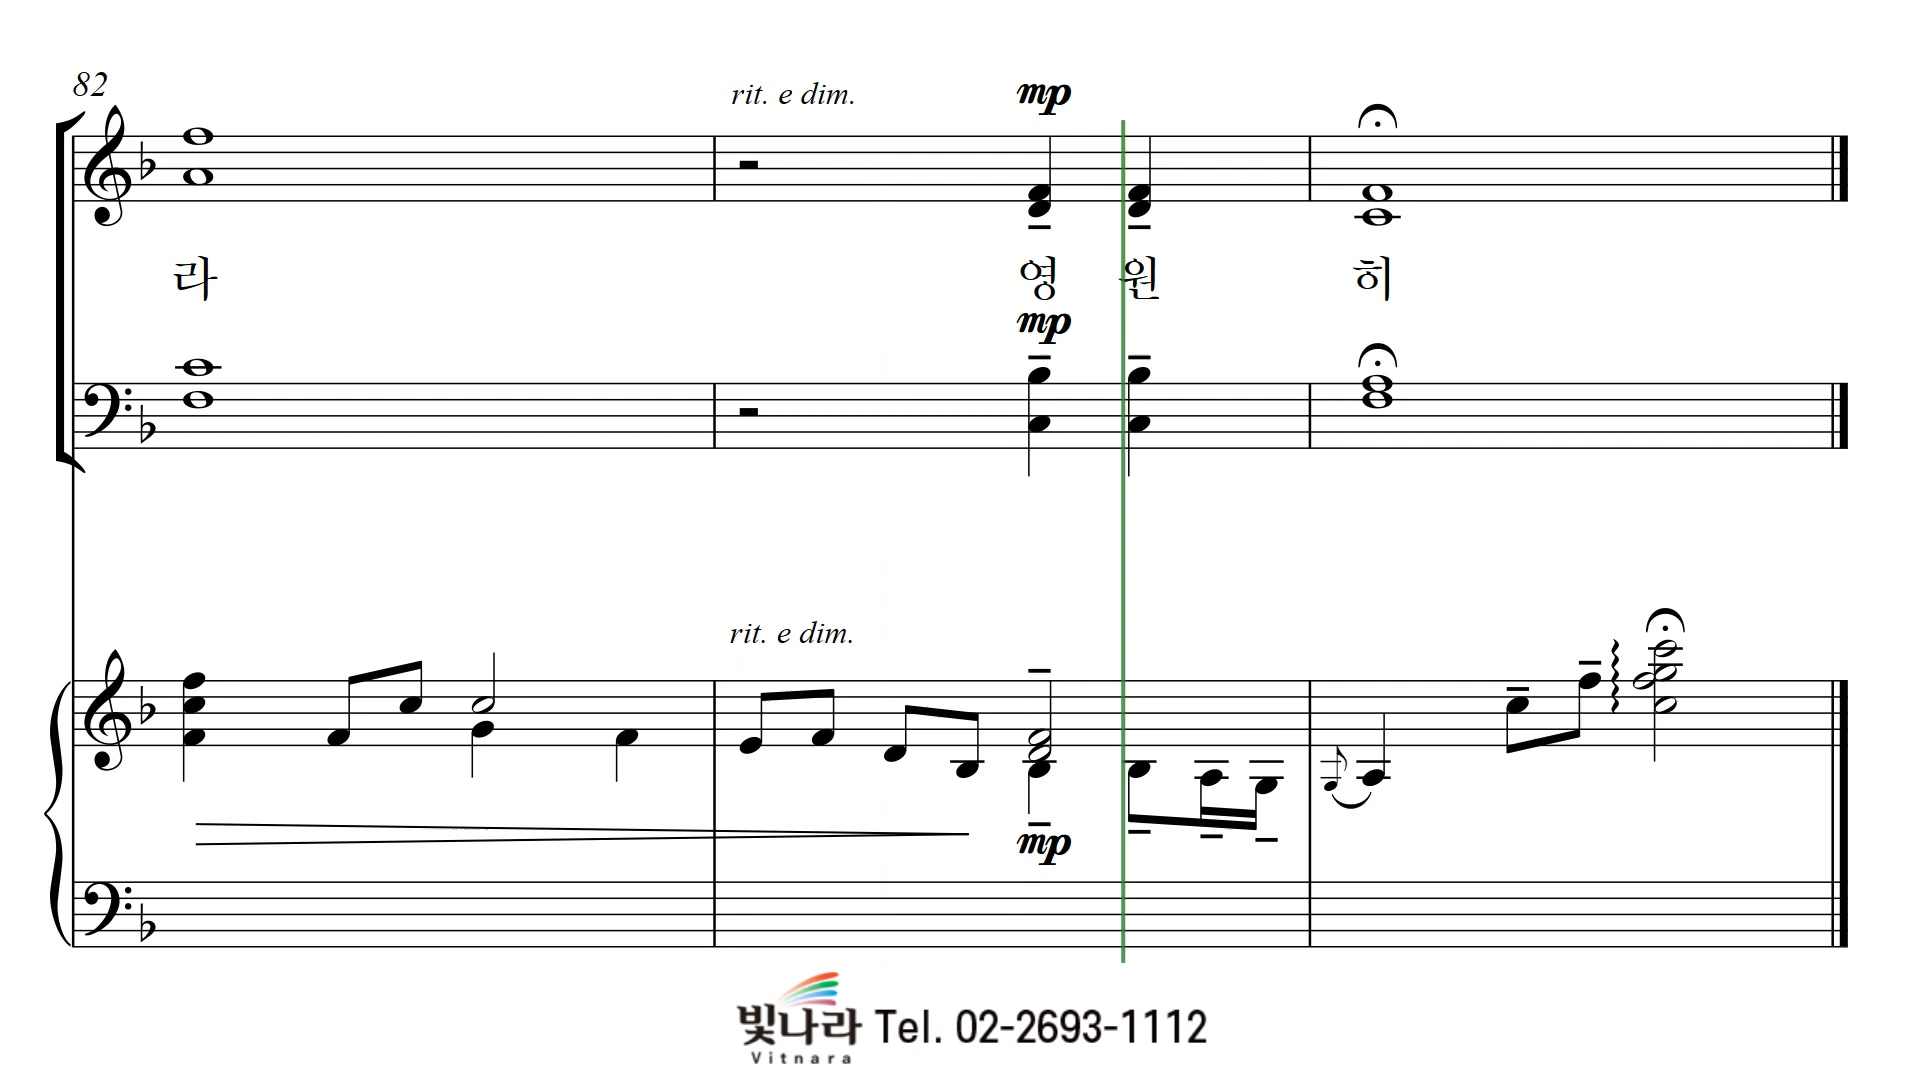 82
rit. e dim.
mp
라 영 원 히
mp
rit. e dim.
mp
빛나라 Tel. 02-2693-1112
Vitnara